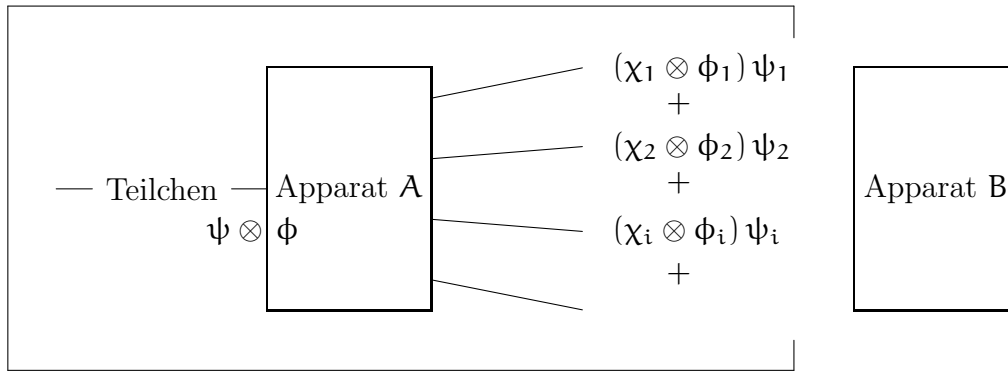 (χ₁ ⊗ ϕ₁) ψ₁
+
(χ₂ ⊗ ϕ₂) ψ₂
+
Teilchen Apparat A Apparat B
ψ ⊗ ϕ (χᵢ ⊗ ϕᵢ) ψᵢ
+